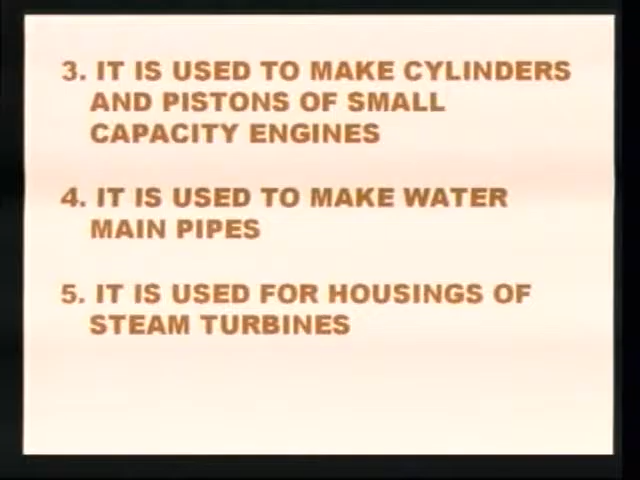 3. IT IS USED TO MAKE CYLINDERS
AND PISTONS OF SMALL
CAPACITY ENGINES
4. IT IS USED TO MAKE WATER
MAIN PIPES
5. IT IS USED FOR HOUSINGS OF
STEAM TURBINES